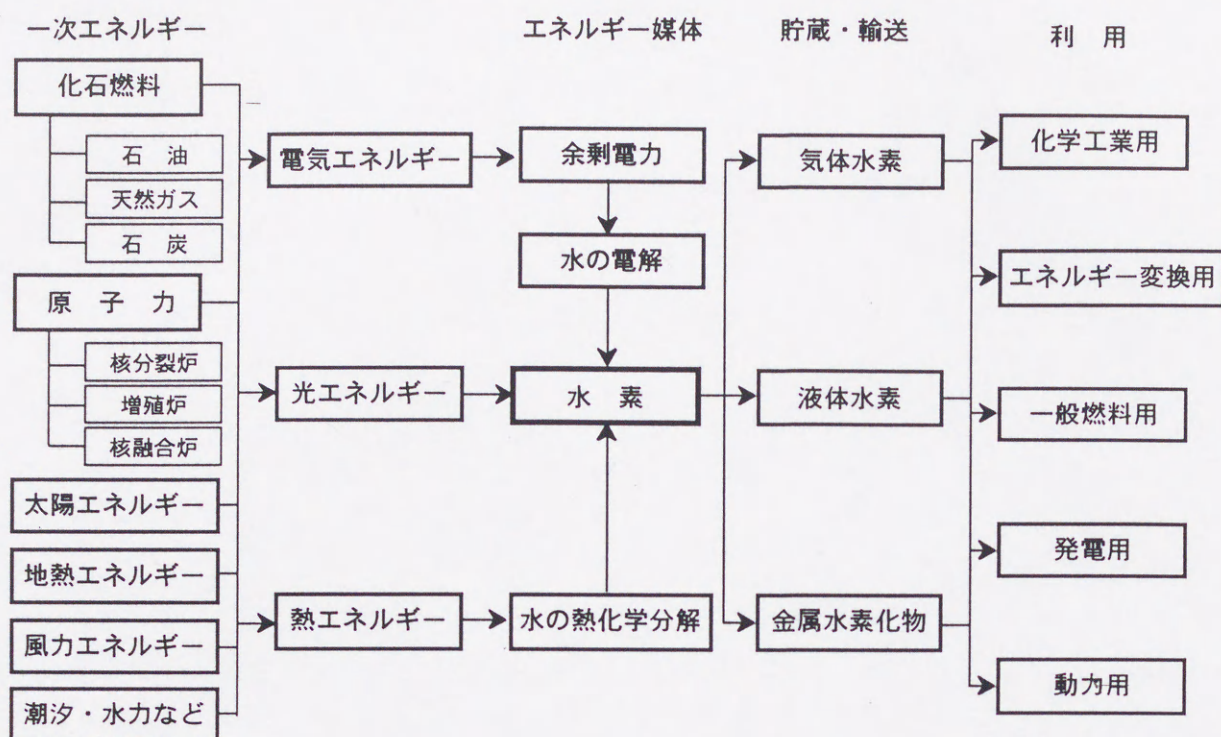 一次エネルギー
エネルギー媒体
貯蔵・輸送
利 用
化石燃料
石 油
天然ガス
石 炭
原 子 力
核分裂炉
増殖炉
核融合炉
太陽エネルギー
地熱エネルギー
風力エネルギー
潮汐・水力など
電気エネルギー
光エネルギー
熱エネルギー
余剰電力
水の電解
水 素
水の熱化学分解
気体水素
液体水素
金属水素化物
化学工業用
エネルギー変換用
一般燃料用
発電用
動力用